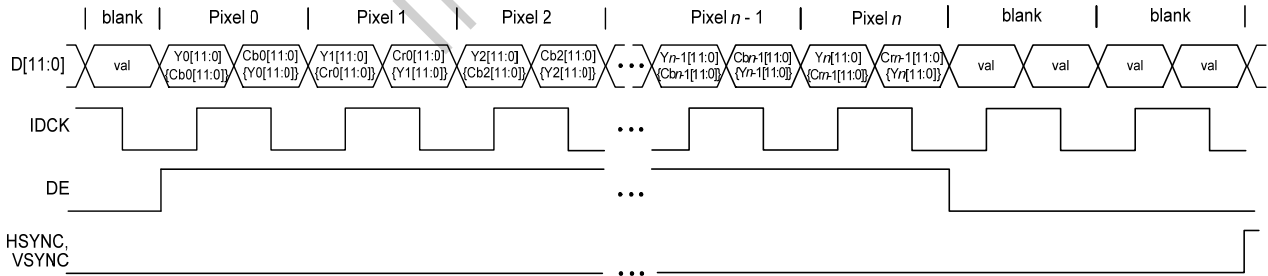 | blank | Pixel 0 | Pixel 1 | Pixel 2 | Pixel n - 1 | Pixel n | blank | blank |
D[11:0] val Y0[11:0] Cb0[11:0] Y1[11:0] Cr0[11:0] Y2[11:0] Cb2[11:0] ••• Yn-1[11:0] Cbn-1[11:0] Yn[11:0] Crn-1[11:0] val val val val
{Cb0[11:0]} {Y0[11:0]} {Cr0[11:0]} {Y1[11:0]} {Cb2[11:0]} {Y2[11:0]} {Cbn-1[11:0]} {Yn-1[11:0]} {Crn-1[11:0]} {Yn[11:0]}
IDCK •••
DE •••
HSYNC,
VSYNC •••